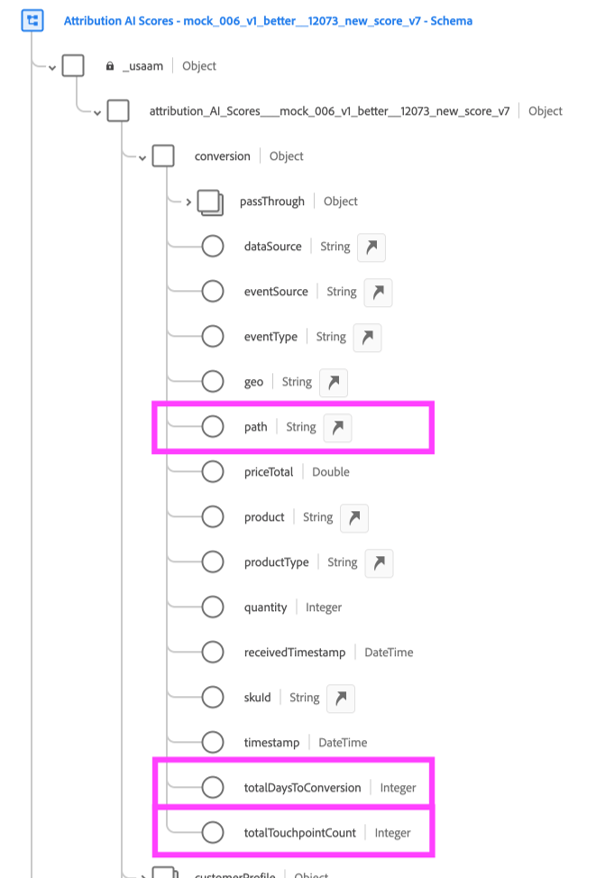 Attribution AI Scores - mock_006_v1_better__12073_new_score_v7 - Schema
_usaam Object
attribution_AI_Scores___mock_006_v1_better__12073_new_score_v7 Object
conversion Object
passThrough Object
dataSource String
eventSource String
eventType String
geo String
path String
priceTotal Double
product String
productType String
quantity Integer
receivedTimestamp DateTime
skuId String
timestamp DateTime
totalDaysToConversion Integer
totalTouchpointCount Integer
customerProfile Object